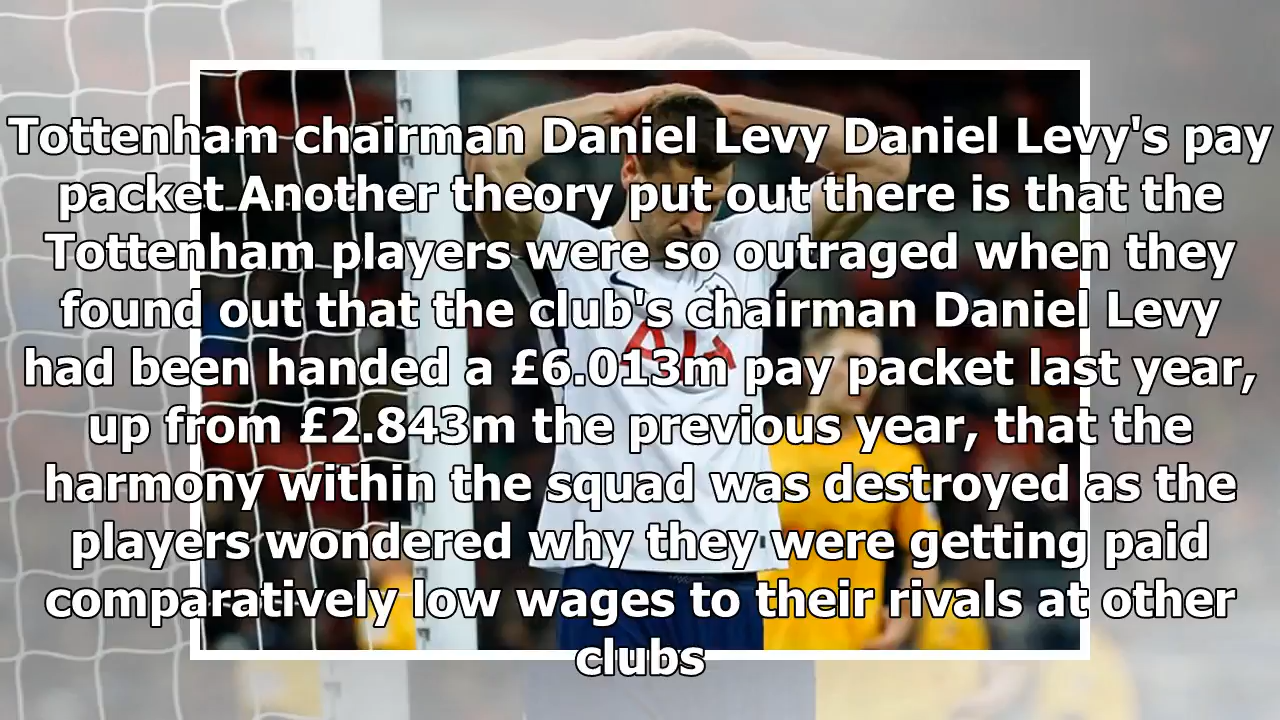 Tottenham chairman Daniel Levy Daniel Levy's pay
packet Another theory put out there is that the
Tottenham players were so outraged when they
found out that the club's chairman Daniel Levy
had been handed a £6.013m pay packet last year,
up from £2.843m the previous year, that the
harmony within the squad was destroyed as the
players wondered why they were getting paid
comparatively low wages to their rivals at other
clubs
AIA